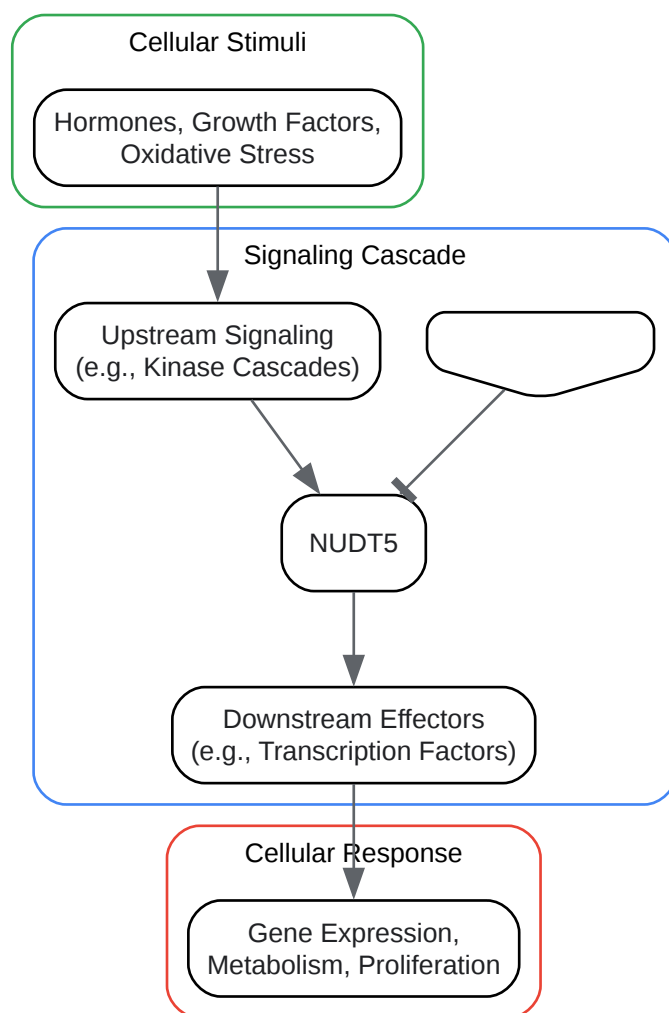 Cellular Stimuli
Hormones, Growth Factors,
Oxidative Stress
Signaling Cascade
Upstream Signaling
(e.g., Kinase Cascades)
NUDT5
Downstream Effectors
(e.g., Transcription Factors)
Cellular Response
Gene Expression,
Metabolism, Proliferation